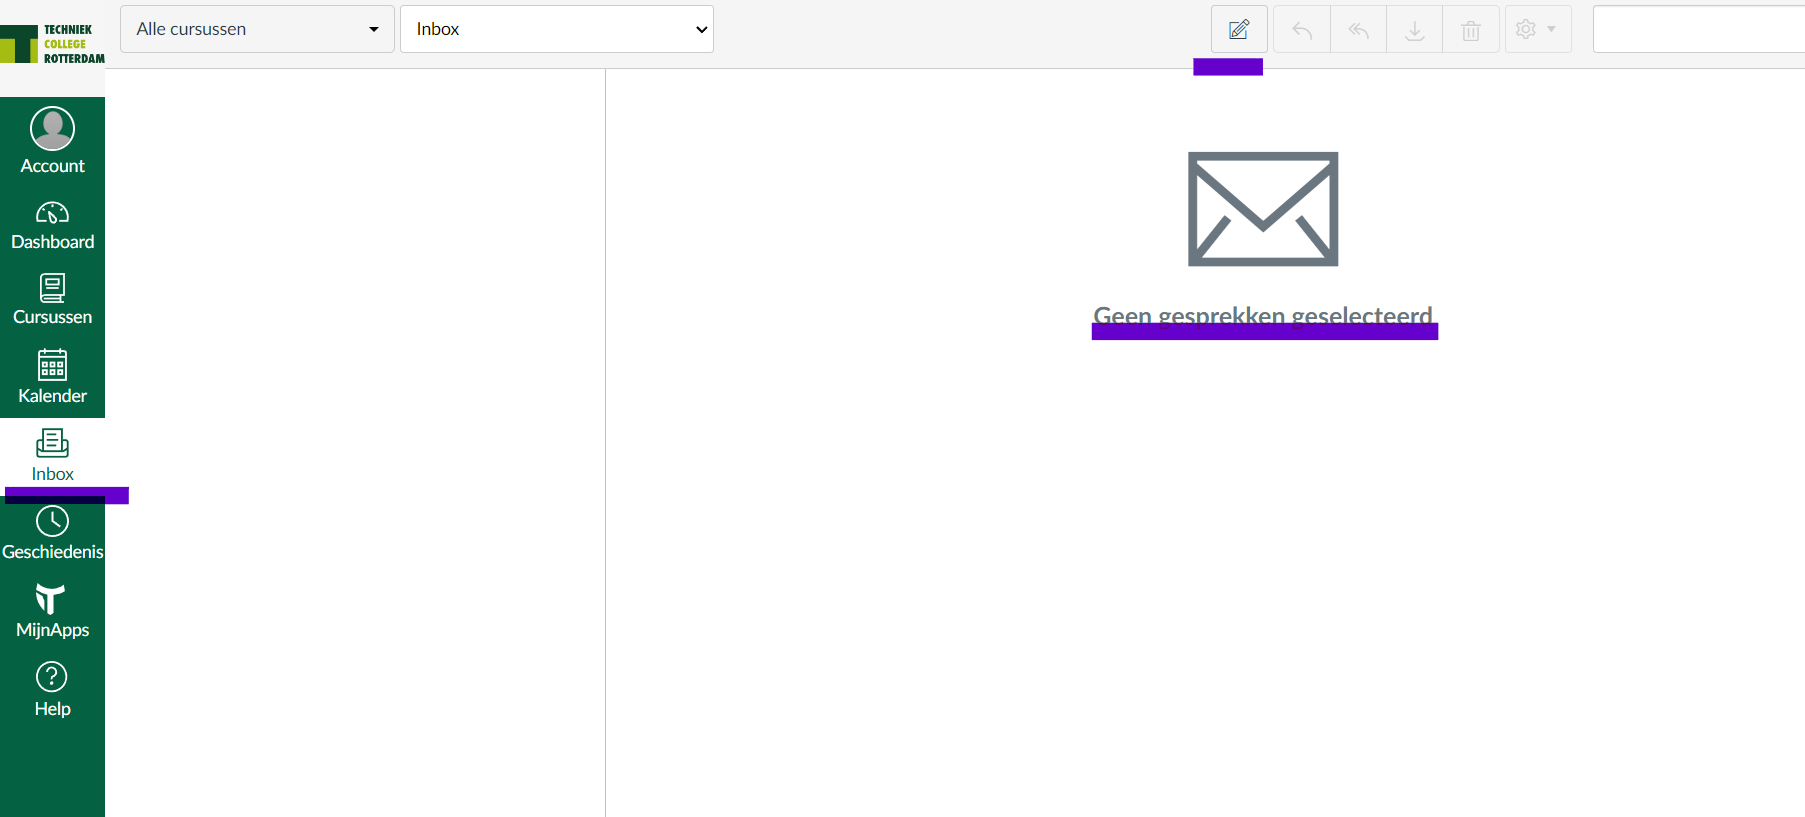 TECHNIEK
COLLEGE
ROTTERDAM
Alle cursussen
Inbox
Account
Dashboard
Cursussen
Kalender
Inbox
Geschiedenis
MijnApps
Help
Geen gesprekken geselecteerd